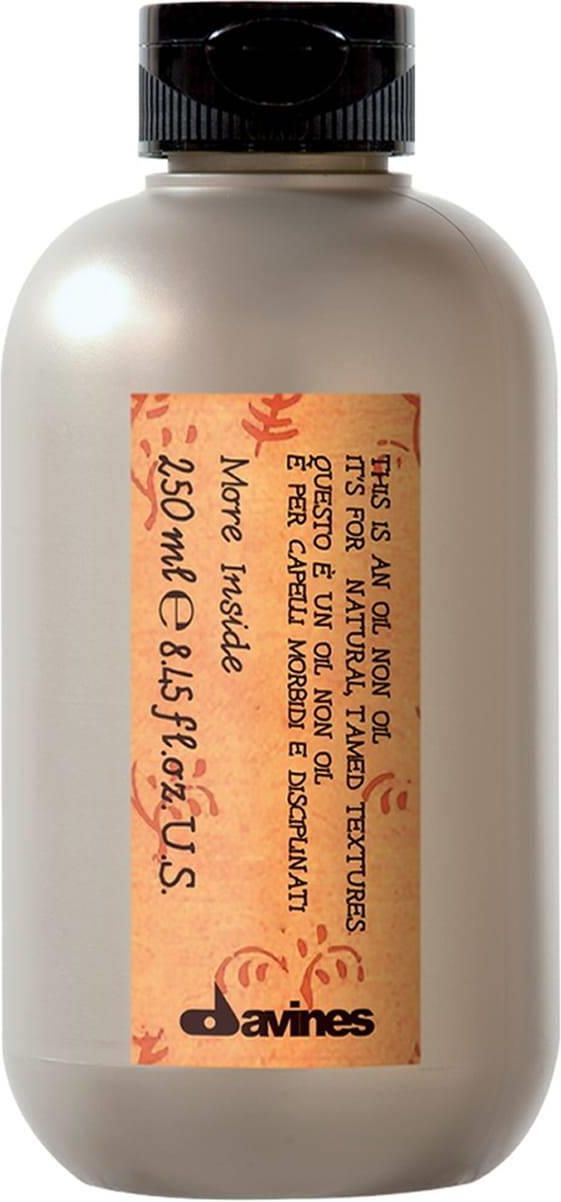 THIS IS AN OIL NON OIL
IT'S FOR NATURAL, TAMED TEXTURES
QUESTO È UN OIL NON OIL
È PER CAPELLI MORBIDI E DISCIPLINATI
More Inside
250 ml ℮ 8.45 fl.oz. U.S.
davines